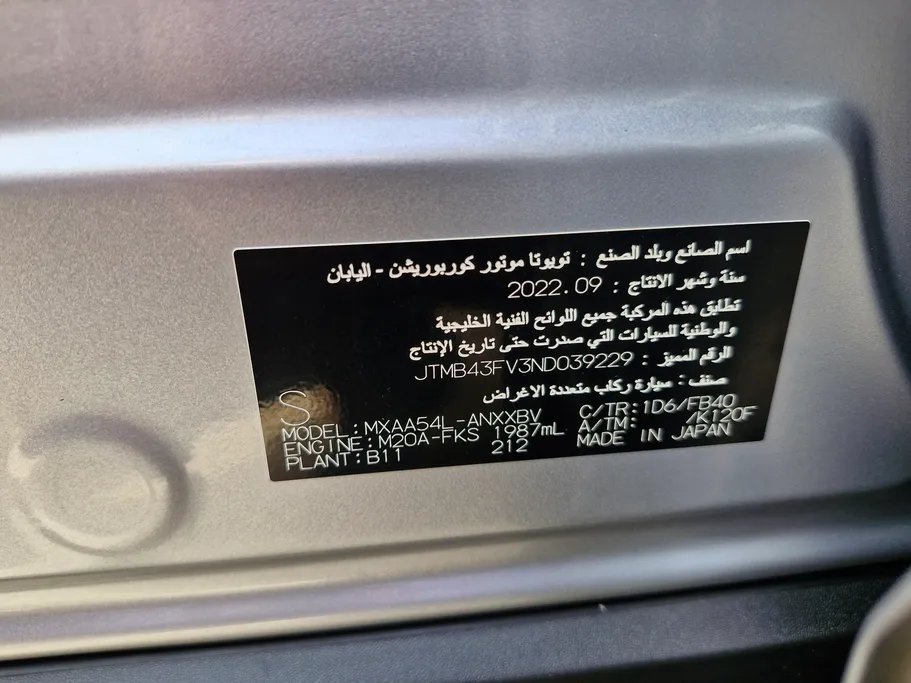 اسم الصانع وبلد الصنع : تويوتا موتور كوربوريشن - اليابان
سنة وشهر الانتاج : 2022.09
تطابق هذه المركبة جميع اللوائح الفنية الخليجية
والوطنية للسيارات التي صدرت حتى تاريخ الإنتاج
الرقم المميز : JTMB43FV3ND039229
صنف : سيارة ركاب متعددة الاغراض
S
MODEL:MXAA54L-ANXXBV C/TR:1D6/FB40
ENGINE:M20A-FKS 1987mL A/TM: /K120F
PLANT:B11 212 MADE IN JAPAN